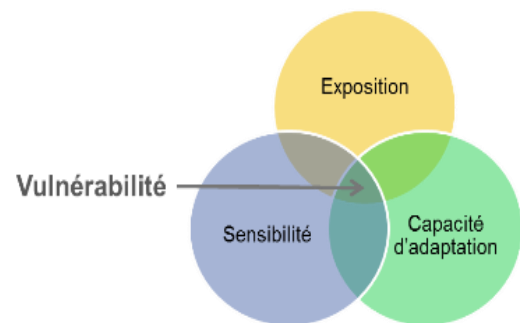 Exposition
Vulnérabilité
Sensibilité
Capacité
d'adaptation